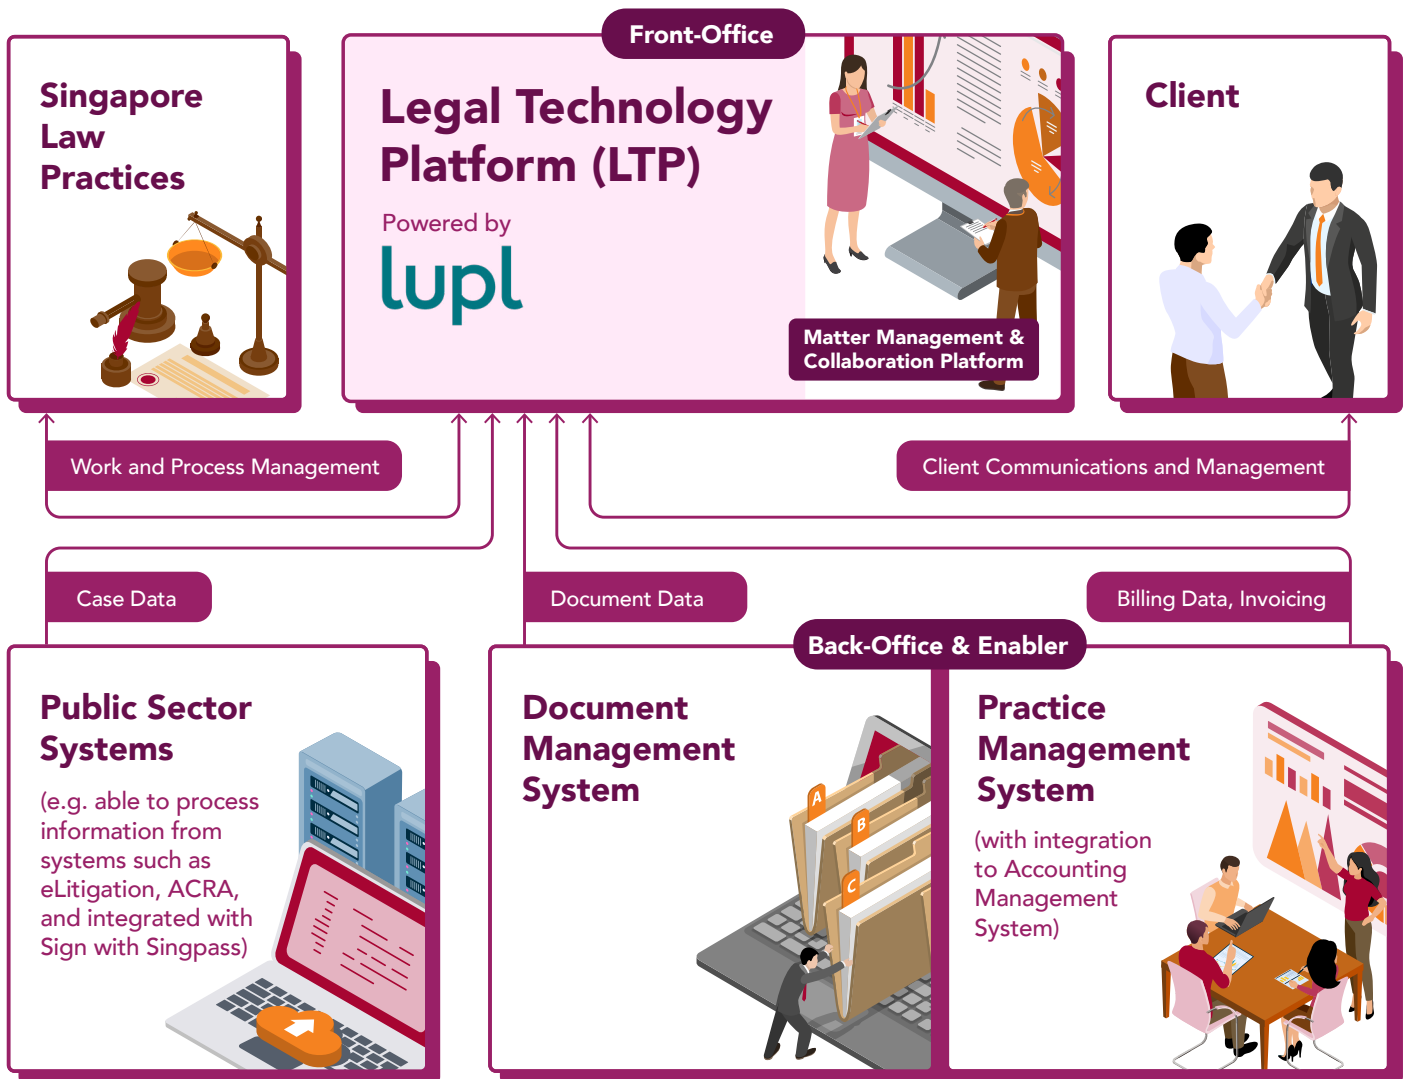 Front-Office
Singapore
Law
Practices
Legal Technology
Platform (LTP)
Powered by
lupl
Matter Management &
Collaboration Platform
Client
Work and Process Management
Client Communications and Management
Case Data
Document Data
Billing Data, Invoicing
Back-Office & Enabler
Public Sector
Systems
(e.g. able to process
information from
systems such as
eLitigation, ACRA,
and integrated with
Sign with Singpass)
Document
Management
System
A
B
C
Practice
Management
System
(with integration
to Accounting
Management
System)